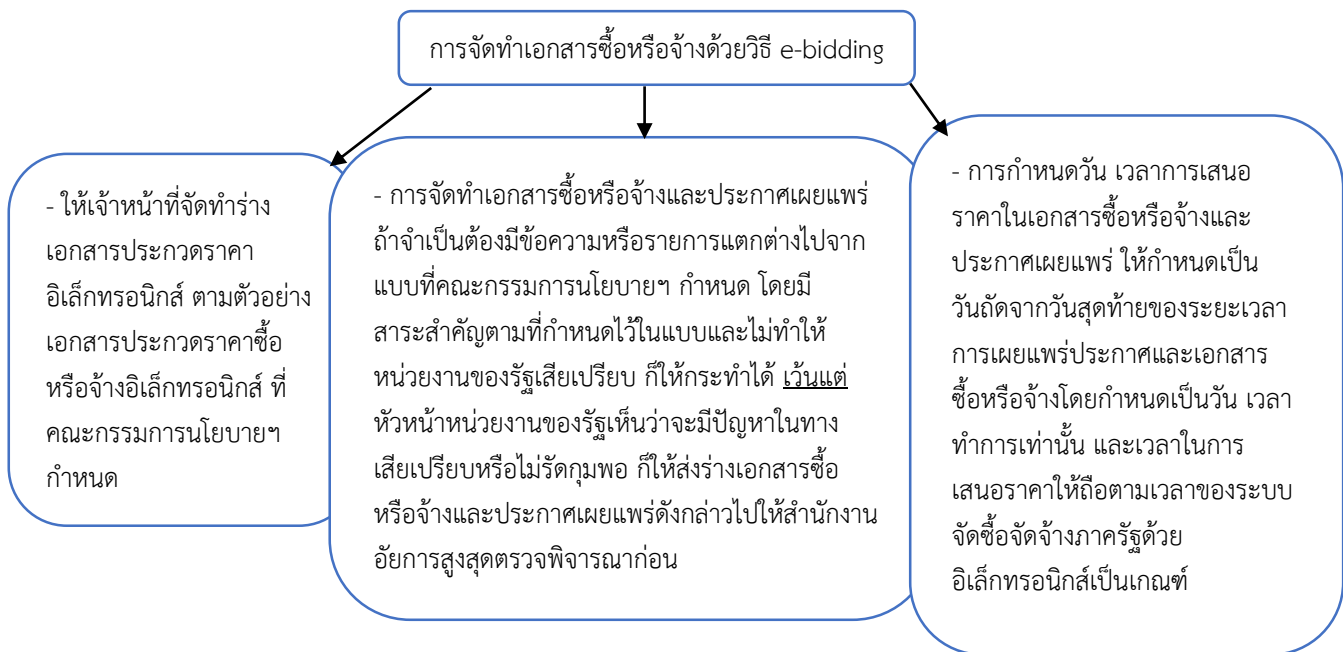 การจัดทำเอกสารซื้อหรือจ้างด้วยวิธี e-bidding
- ให้เจ้าหน้าที่จัดทำร่าง
เอกสารประกวดราคา
อิเล็กทรอนิกส์ ตามตัวอย่าง
เอกสารประกวดราคาซื้อ
หรือจ้างอิเล็กทรอนิกส์ ที่
คณะกรรมการนโยบายฯ
กำหนด
- การจัดทำเอกสารซื้อหรือจ้างและประกาศเผยแพร่
ถ้าจำเป็นต้องมีข้อความหรือรายการแตกต่างไปจาก
แบบที่คณะกรรมการนโยบายฯ กำหนด โดยมี
สาระสำคัญตามที่กำหนดไว้ในแบบและไม่ทำให้
หน่วยงานของรัฐเสียเปรียบ ก็ให้กระทำได้ เว้นแต่
หัวหน้าหน่วยงานของรัฐเห็นว่าจะมีปัญหาในทาง
เสียเปรียบหรือไม่รัดกุมพอ ก็ให้ส่งร่างเอกสารซื้อ
หรือจ้างและประกาศเผยแพร่ดังกล่าวไปให้สำนักงาน
อัยการสูงสุดตรวจพิจารณาก่อน
- การกำหนดวัน เวลาการเสนอ
ราคาในเอกสารซื้อหรือจ้างและ
ประกาศเผยแพร่ ให้กำหนดเป็น
วันถัดจากวันสุดท้ายของระยะเวลา
การเผยแพร่ประกาศและเอกสาร
ซื้อหรือจ้างโดยกำหนดเป็นวัน เวลา
ทำการเท่านั้น และเวลาในการ
เสนอราคาให้ถือตามเวลาของระบบ
จัดซื้อจัดจ้างภาครัฐด้วย
อิเล็กทรอนิกส์เป็นเกณฑ์